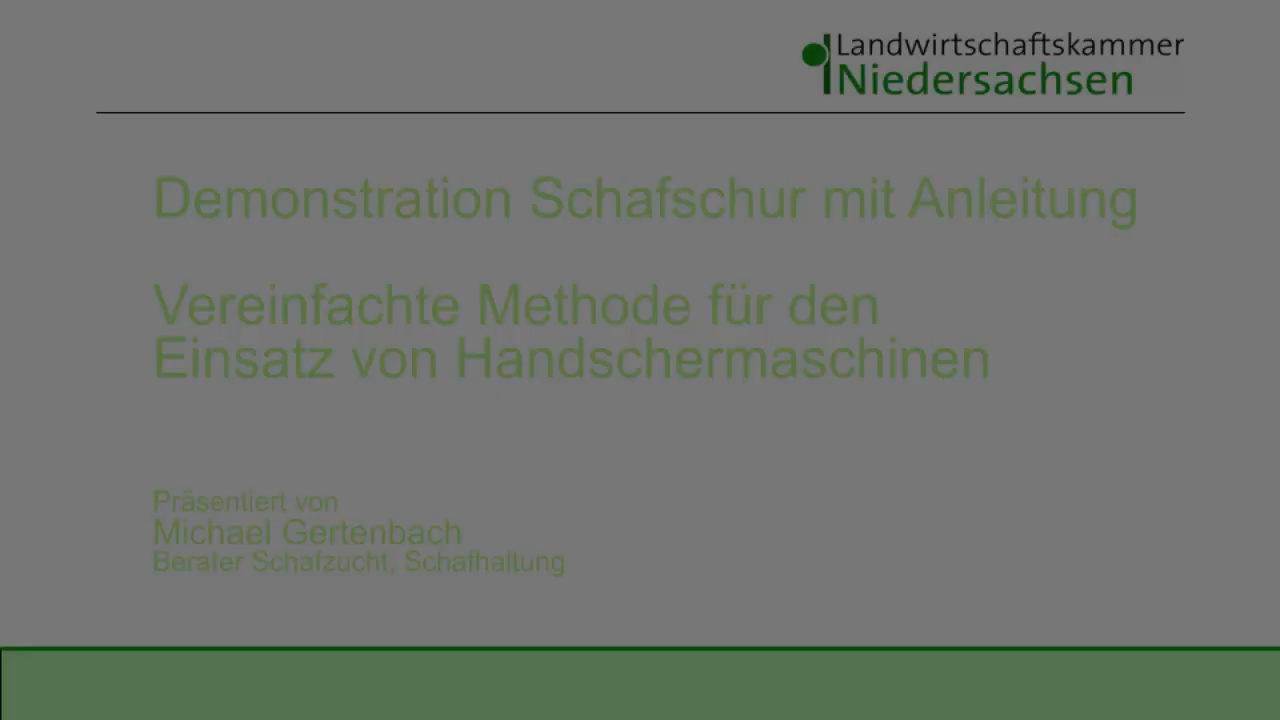 Landwirtschaftskammer
Niedersachsen
Demonstration Schafschur mit Anleitung
Vereinfachte Methode für den
Einsatz von Handschermaschinen
Präsentiert von
Michael Gertenbach
Berater Schafzucht, Schafhaltung